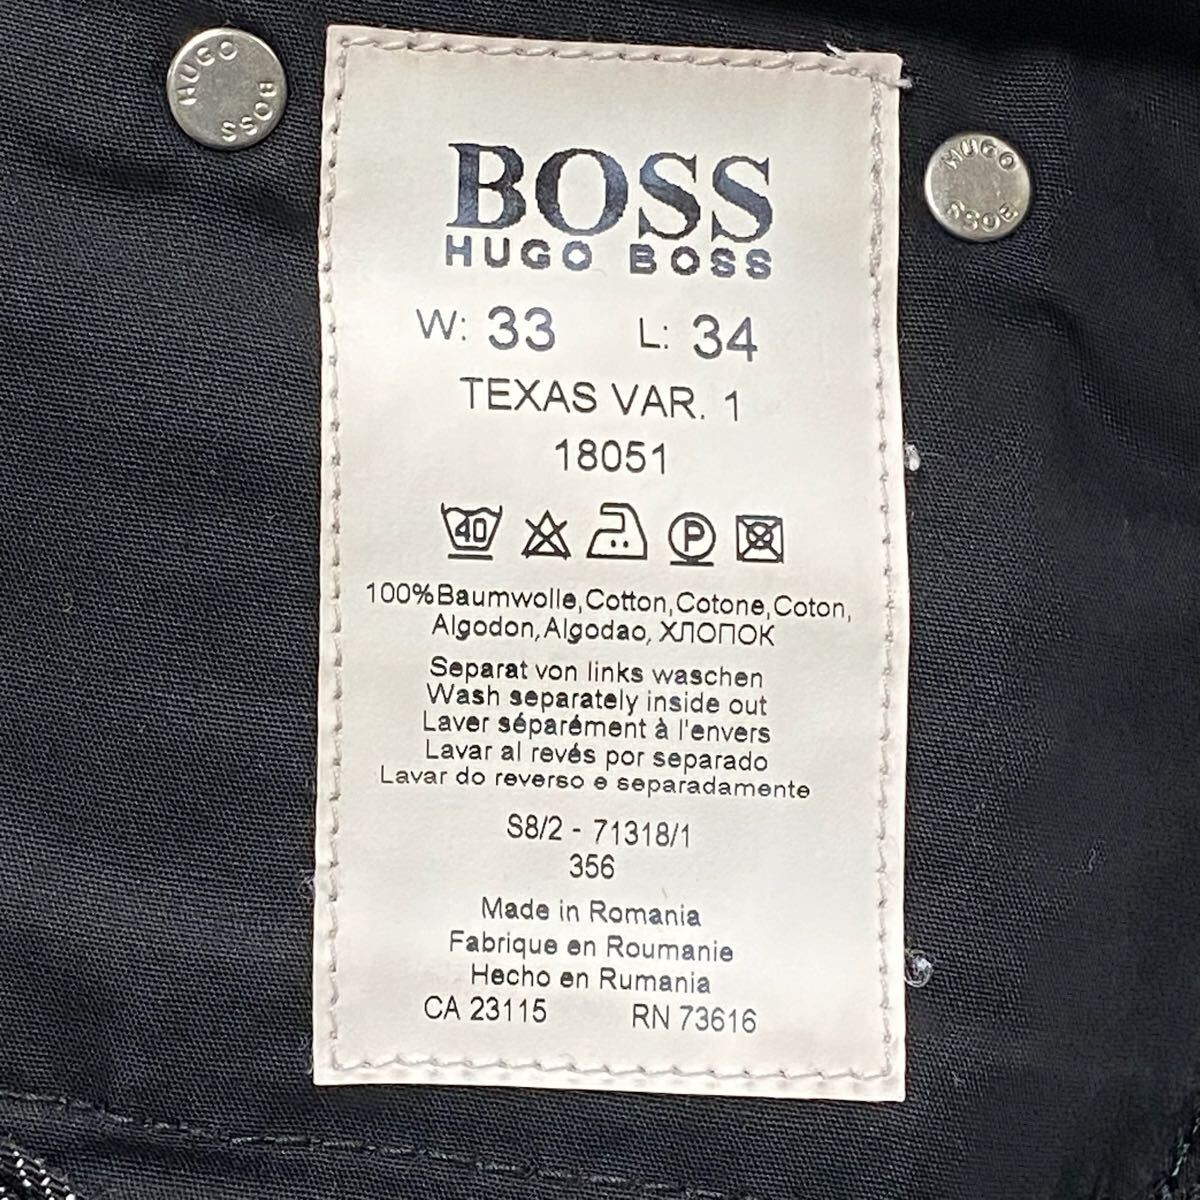 HUGO BOSS
HUGO BOSS
BOSS
HUGO BOSS
W: 33 L: 34
TEXAS VAR. 1
18051
40 P
100%Baumwolle,Cotton,Cotone,Coton,
Algodon,Algodao, ХЛОПОК
Separat von links waschen
Wash separately inside out
Laver séparément à l'envers
Lavar al revés por separado
Lavar do reverso e separadamente
S8/2 - 71318/1
356
Made in Romania
Fabrique en Roumanie
Hecho en Rumania
CA 23115 RN 73616